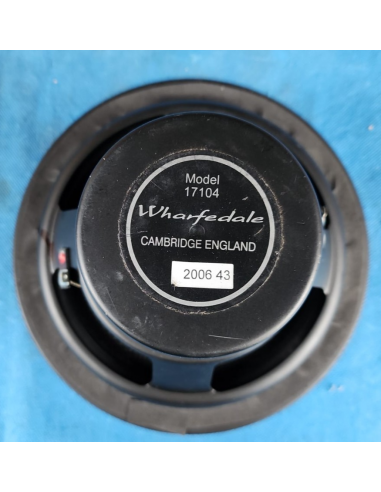 Model
17104
Wharfedale
CAMBRIDGE ENGLAND
2006 43